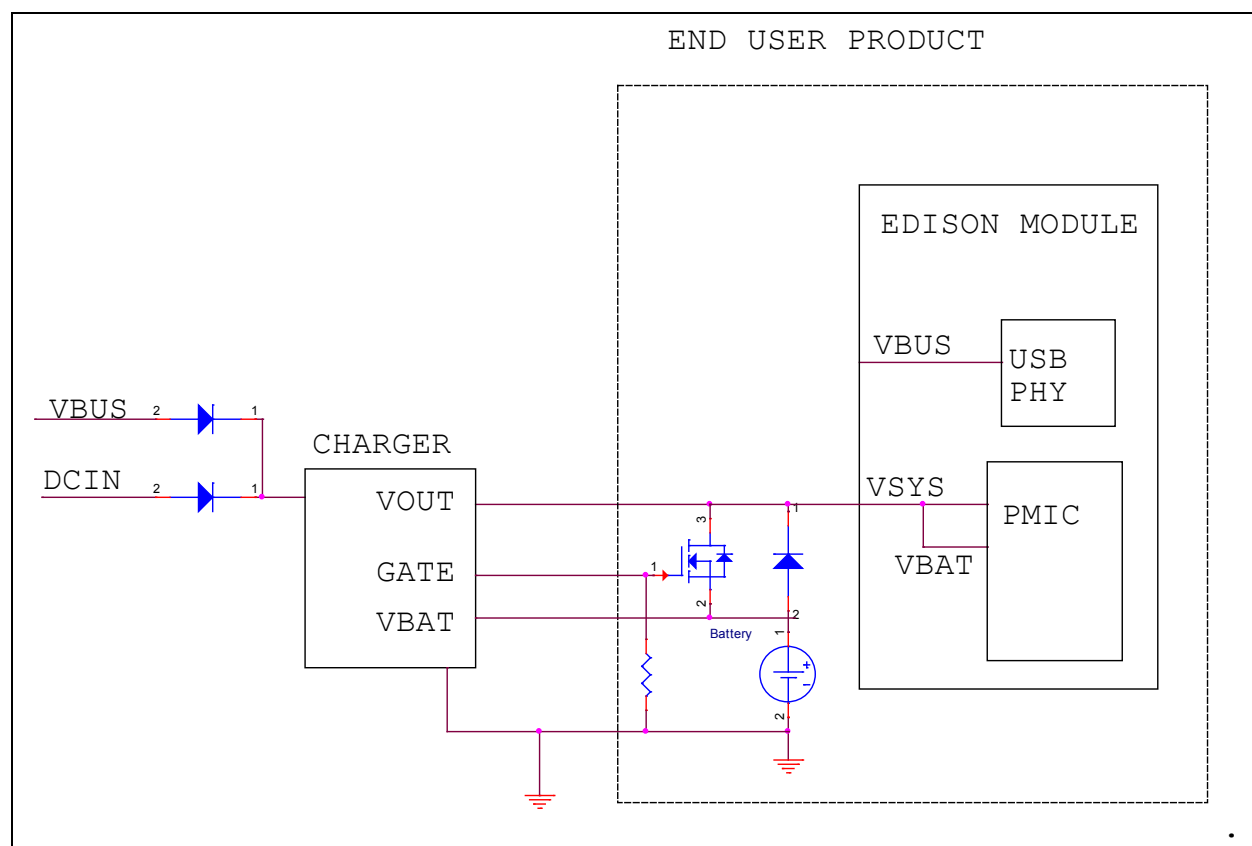 END USER PRODUCT
EDISON MODULE
VBUS
USB
PHY
VBUS
2
1
CHARGER
DCIN
2
1
VOUT
VSYS
1
PMIC
3
GATE
1
VBAT
VBAT
2
2
Battery
1
+
-
2
.